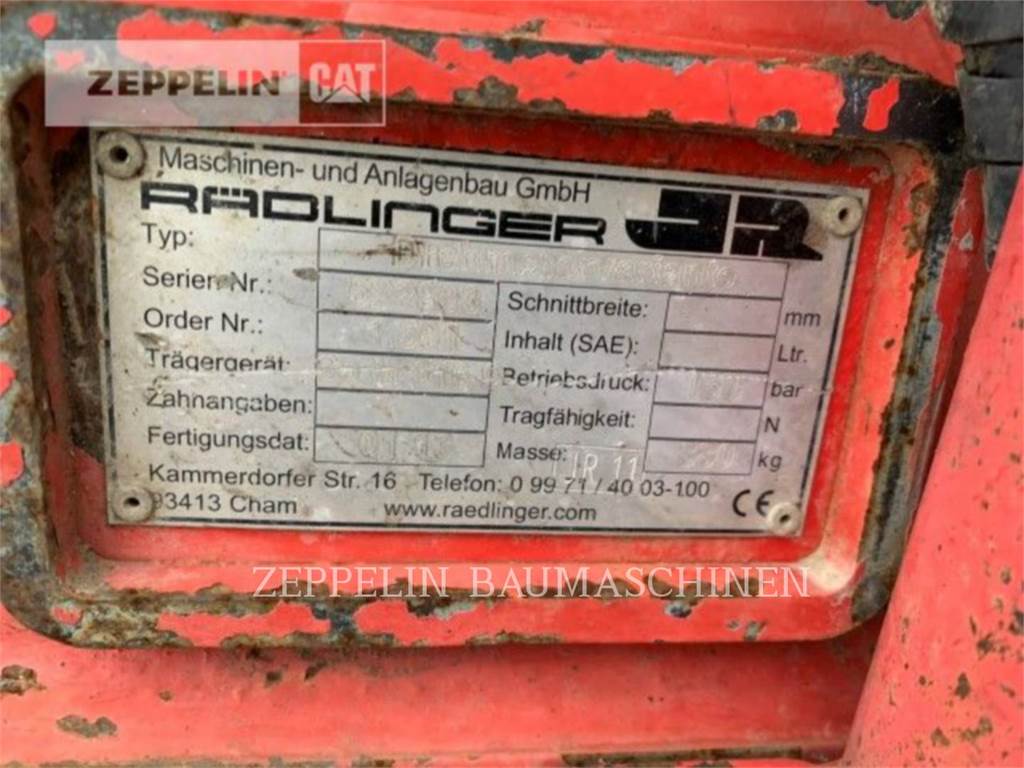 ZEPPELIN CAT
Maschinen- und Anlagenbau GmbH
RÄDLINGER JR
Typ:
Serien Nr.:
Order Nr.:
Trägergerät:
Zahnangaben:
Fertigungsdat:
Schnittbreite: mm
Inhalt (SAE): Ltr.
Betriebsdruck: bar
Tragfähigkeit: N
Masse: kg
JR 11
Kammerdorfer Str. 16 Telefon: 0 99 71 / 40 03-100
93413 Cham www.raedlinger.com CE
ZEPPELIN BAUMASCHINEN